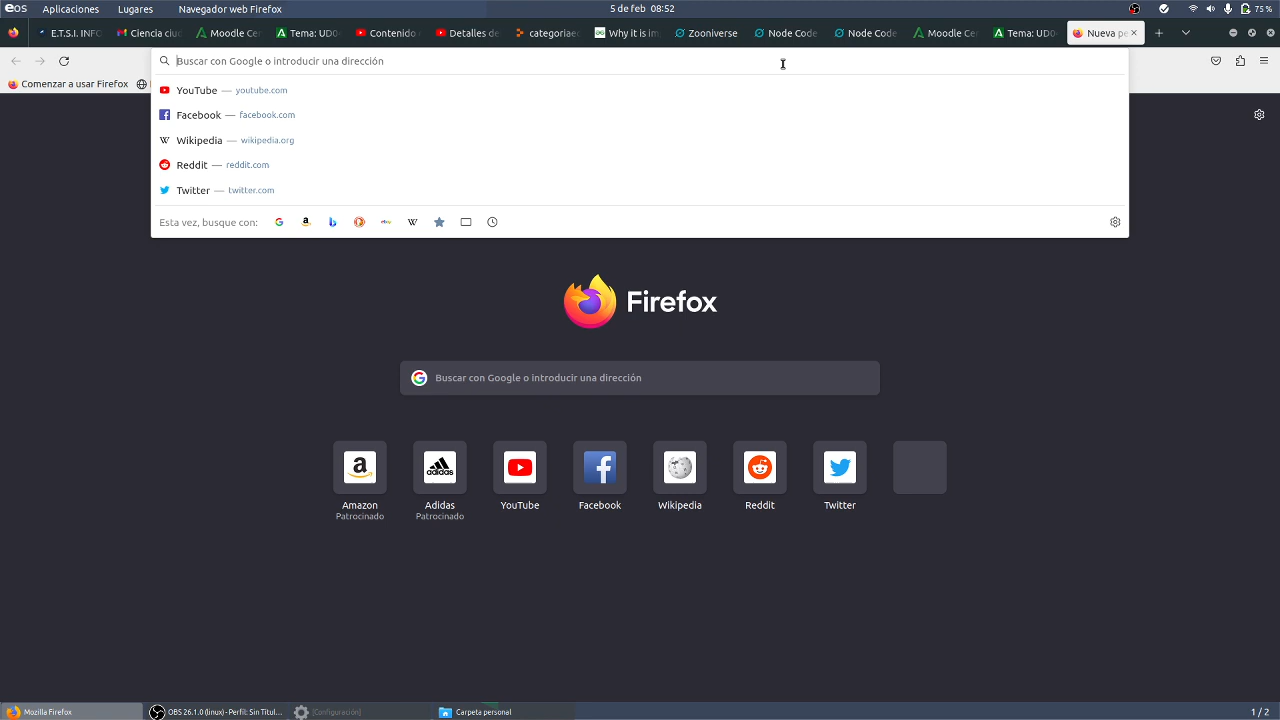 eos Aplicaciones Lugares Navegador web Firefox 5 de feb 08:52 75 %
E.T.S.I. INFO Ciencia ciu Moodle Cer Tema: UD0 Contenido Detalles de categoriaec Why it is im Zooniverse Node Code Node Code Moodle Cer Tema: UD0 Nueva pe
Buscar con Google o introducir una dirección
Comenzar a usar Firefox
YouTube — youtube.com
Facebook — facebook.com
Wikipedia — wikipedia.org
Reddit — reddit.com
Twitter — twitter.com
Esta vez, busque con:
Firefox
Buscar con Google o introducir una dirección
Amazon Adidas YouTube Facebook Wikipedia Reddit Twitter
Patrocinado Patrocinado
Mozilla Firefox OBS 26.1.0 (linux) - Perfil: Sin Títul... [Configuración] Carpeta personal 1 / 2